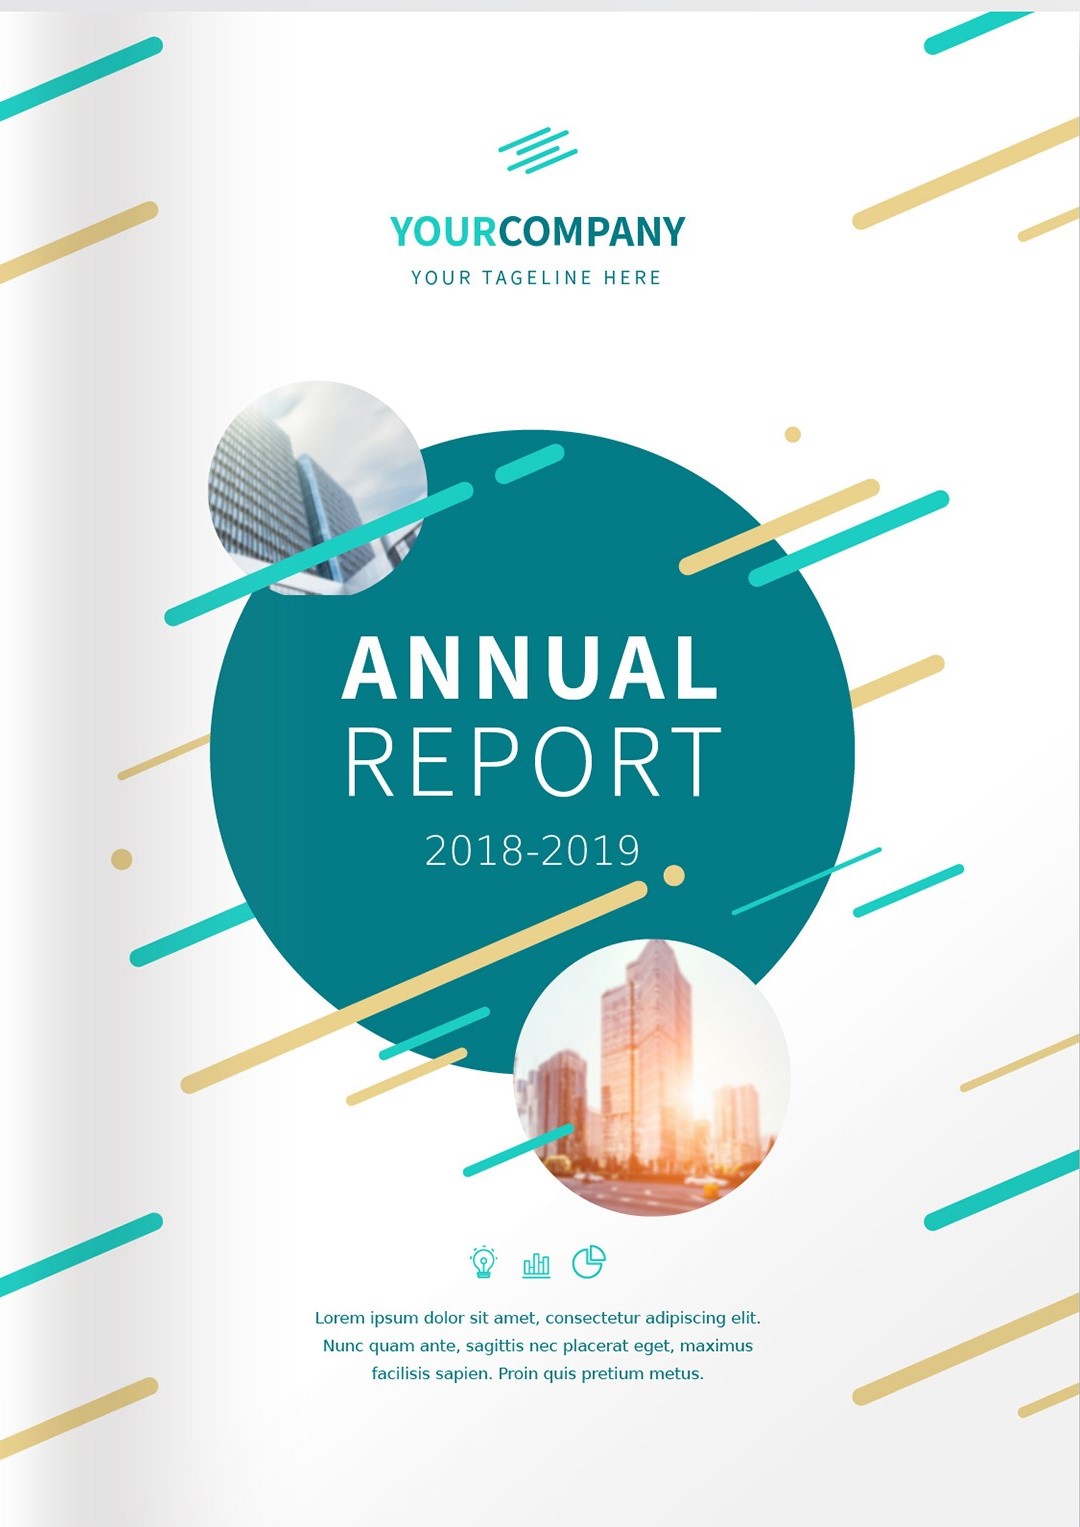 YOURCOMPANY
YOUR TAGELINE HERE
ANNUAL
REPORT
2018-2019
Lorem ipsum dolor sit amet, consectetur adipiscing elit.
Nunc quam ante, sagittis nec placerat eget, maximus
facilisis sapien. Proin quis pretium metus.